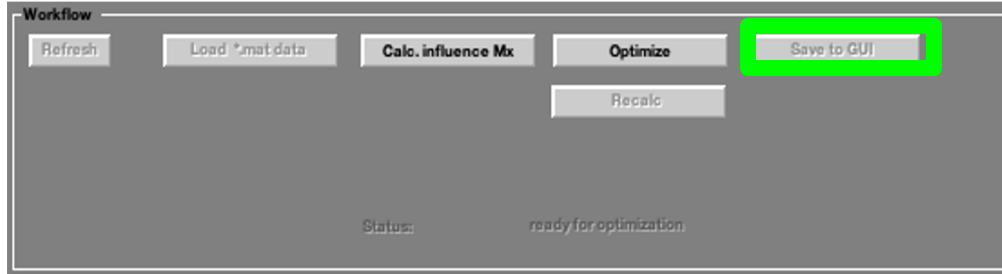 Workflow
Refresh
Load *.mat data
Calc. influence Mx
Optimize
Save to GUI
Recalc
Status: ready for optimization